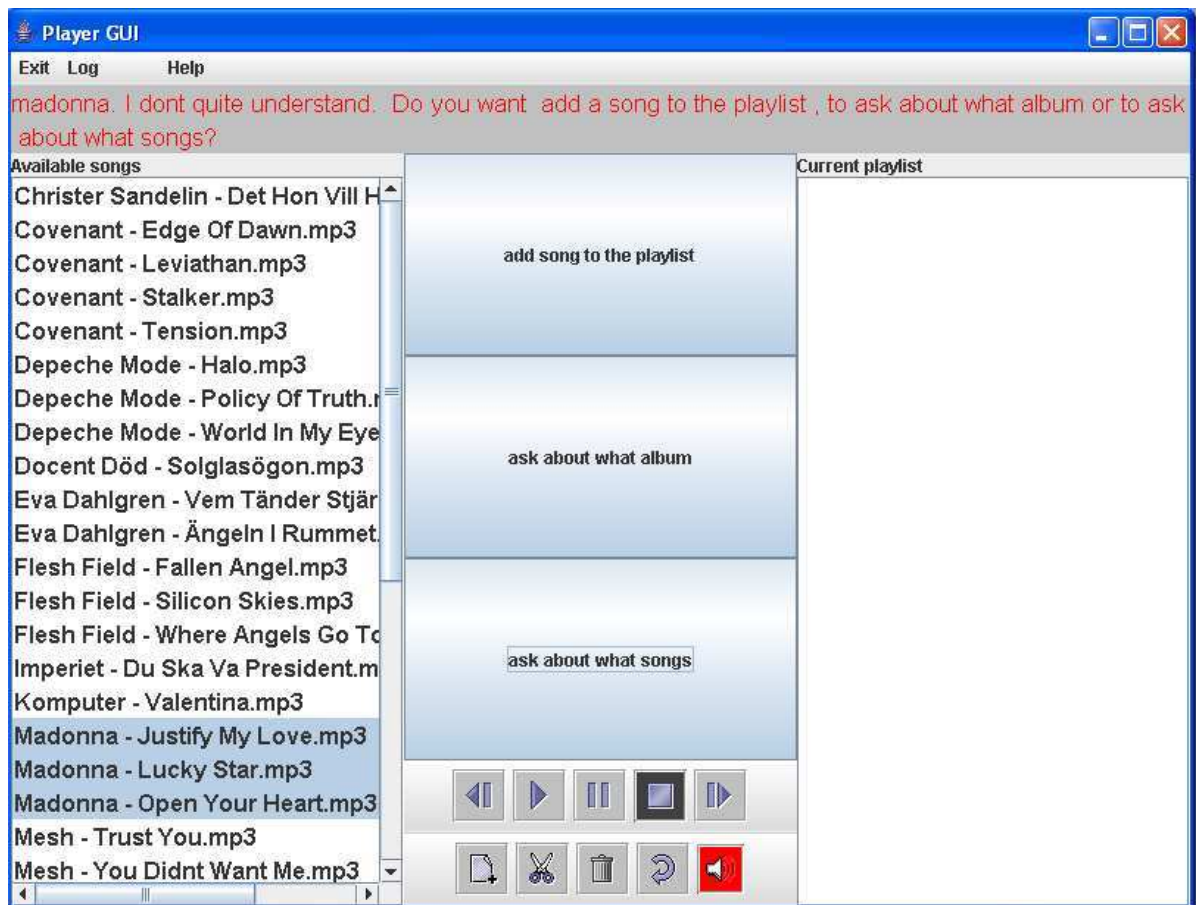 Player GUI
Exit Log Help
madonna. I dont quite understand. Do you want add a song to the playlist , to ask about what album or to ask
about what songs?
Available songs
Christer Sandelin - Det Hon Vill H
Covenant - Edge Of Dawn.mp3
Covenant - Leviathan.mp3
Covenant - Stalker.mp3
Covenant - Tension.mp3
Depeche Mode - Halo.mp3
Depeche Mode - Policy Of Truth.r
Depeche Mode - World In My Eye
Docent Död - Solglasögon.mp3
Eva Dahlgren - Vem Tänder Stjär
Eva Dahlgren - Ängeln I Rummet.
Flesh Field - Fallen Angel.mp3
Flesh Field - Silicon Skies.mp3
Flesh Field - Where Angels Go To
Imperiet - Du Ska Va President.m
Komputer - Valentina.mp3
Madonna - Justify My Love.mp3
Madonna - Lucky Star.mp3
Madonna - Open Your Heart.mp3
Mesh - Trust You.mp3
Mesh - You Didnt Want Me.mp3
add song to the playlist
ask about what album
ask about what songs
Current playlist